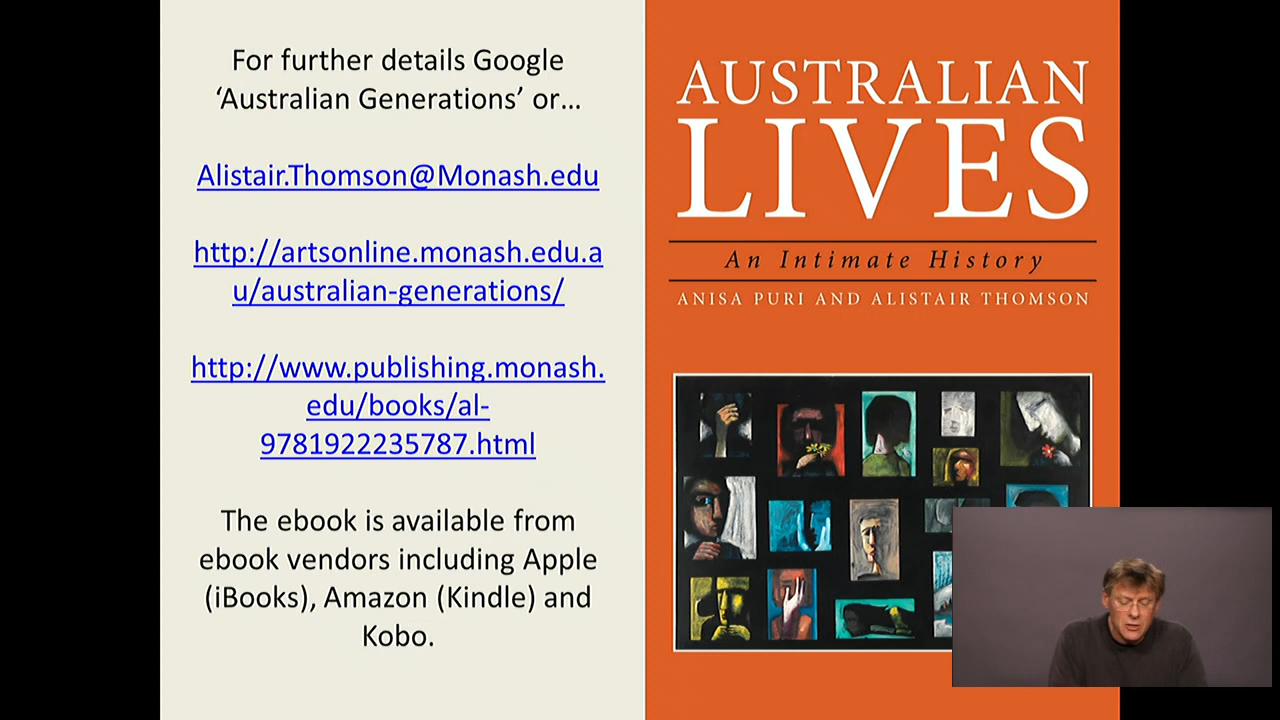 For further details Google
‘Australian Generations’ or…
Alistair.Thomson@Monash.edu
http://artsonline.monash.edu.a
u/australian-generations/
http://www.publishing.monash.
edu/books/al-
9781922235787.html
The ebook is available from
ebook vendors including Apple
(iBooks), Amazon (Kindle) and
Kobo.
AUSTRALIAN
LIVES
An Intimate History
ANISA PURI AND ALISTAIR THOMSON